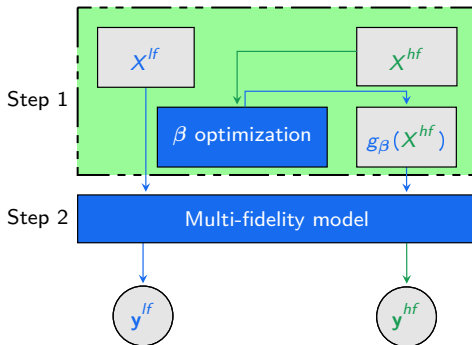 X^{lf} X^{hf}
Step 1
β optimization g_β(X^{hf})
Step 2 Multi-fidelity model
y^{lf} y^{hf}